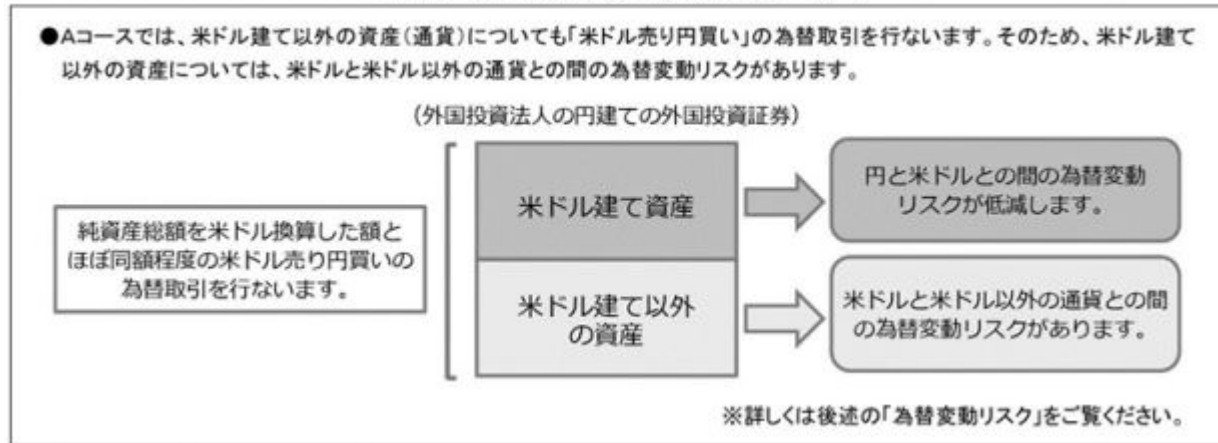 ●Aコースでは、米ドル建て以外の資産(通貨)についても「米ドル売り円買い」の為替取引を行ないます。そのため、米ドル建て
以外の資産については、米ドルと米ドル以外の通貨との間の為替変動リスクがあります。
(外国投資法人の円建ての外国投資証券)
純資産総額を米ドル換算した額と
ほぼ同額程度の米ドル売り円買いの
為替取引を行ないます。
米ドル建て資産
円と米ドルとの間の為替変動
リスクが低減します。
米ドル建て以外
の資産
米ドルと米ドル以外の通貨との間
の為替変動リスクがあります。
※詳しくは後述の「為替変動リスク」をご覧ください。